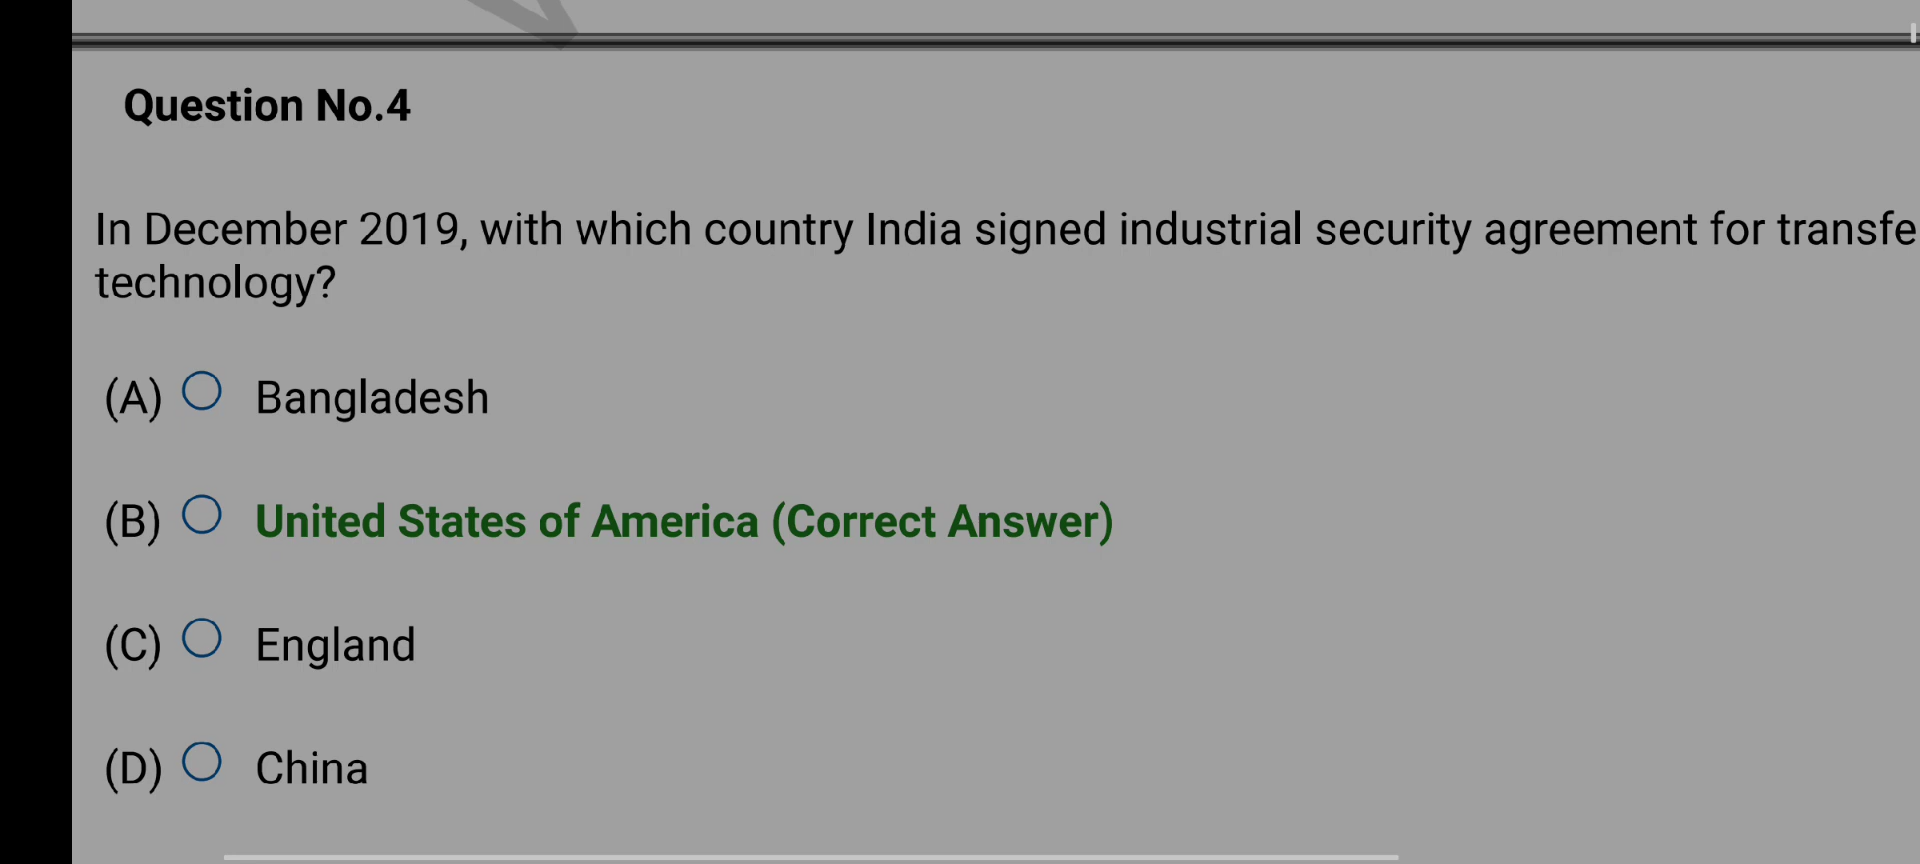 Question No.4
In December 2019, with which country India signed industrial security agreement for transfe
technology?
(A) Bangladesh
(B) United States of America (Correct Answer)
(C) England
(D) China